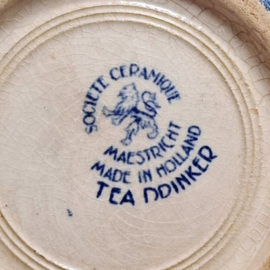 SOCIETE CERAMIQUE
MAESTRICHT
MADE IN HOLLAND
TEA DRINKER